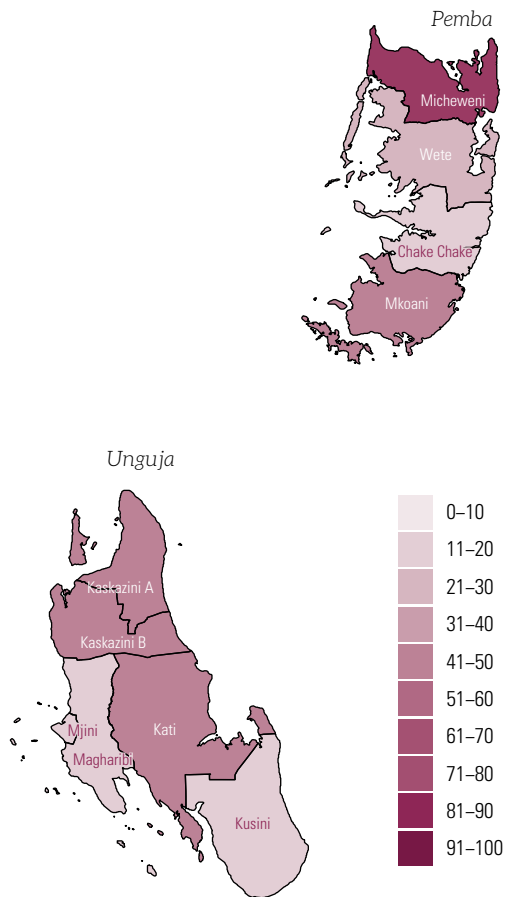 Pemba
Micheweni
Wete
Chake Chake
Mkoani
Unguja
Kaskazini A
Kaskazini B
Mjini
Kati
Magharibi
Kusini
0–10
11–20
21–30
31–40
41–50
51–60
61–70
71–80
81–90
91–100